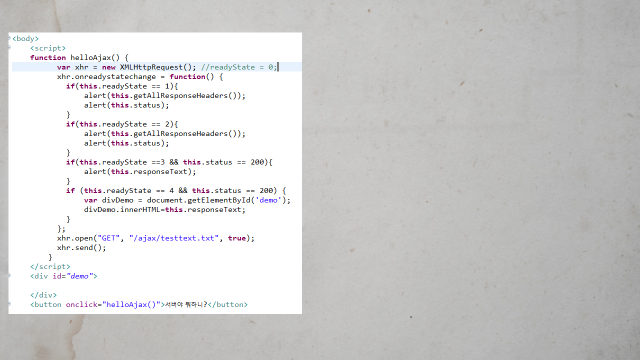 <body>
<script>
function helloAjax() {
var xhr = new XMLHttpRequest(); //readyState = 0;
xhr.onreadystatechange = function() {
if(this.readyState == 1){
alert(this.getAllResponseHeaders());
alert(this.status);
}
if(this.readyState == 2){
alert(this.getAllResponseHeaders());
alert(this.status);
}
if(this.readyState ==3 && this.status == 200){
alert(this.responseText);
}
if (this.readyState == 4 && this.status == 200) {
var divDemo = document.getElementById('demo');
divDemo.innerHTML=this.responseText;
}
};
xhr.open("GET", "/ajax/testtext.txt", true);
xhr.send();
}
</script>
<div id="demo">
</div>
<button onclick="helloAjax()">서버야 뭐하니?</button>